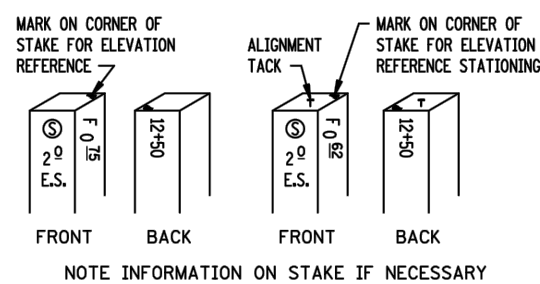 MARK ON CORNER OF
STAKE FOR ELEVATION
REFERENCE
ALIGNMENT
TACK
MARK ON CORNER OF
STAKE FOR ELEVATION
REFERENCE STATIONING
S
2º
E.S.
F 0 75
12+50
S
2º
E.S.
F 0 62
12+50
FRONT
BACK
FRONT
BACK
NOTE INFORMATION ON STAKE IF NECESSARY